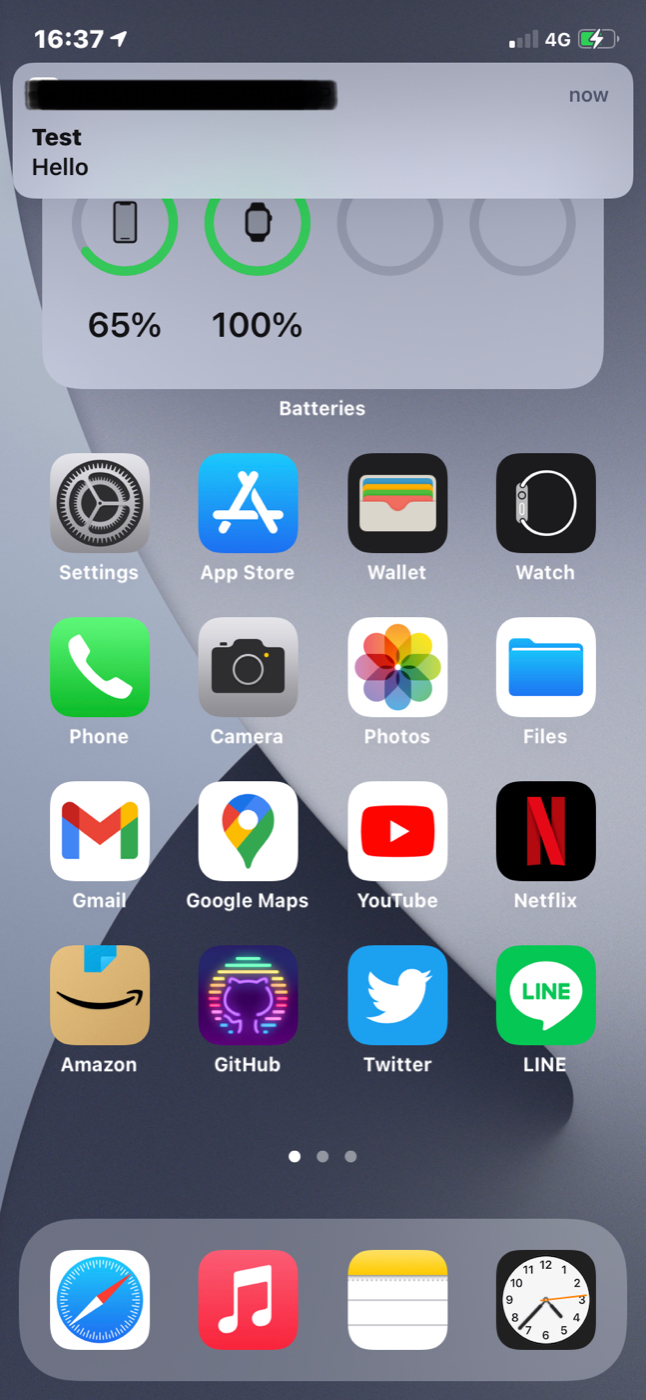 16:37
4G
now
Test
Hello
65% 100%
Batteries
Settings App Store Wallet Watch
Phone Camera Photos Files
Gmail Google Maps YouTube Netflix
LINE
Amazon GitHub Twitter LINE
12
11 1
10 2
9 3
8 4
7 6 5